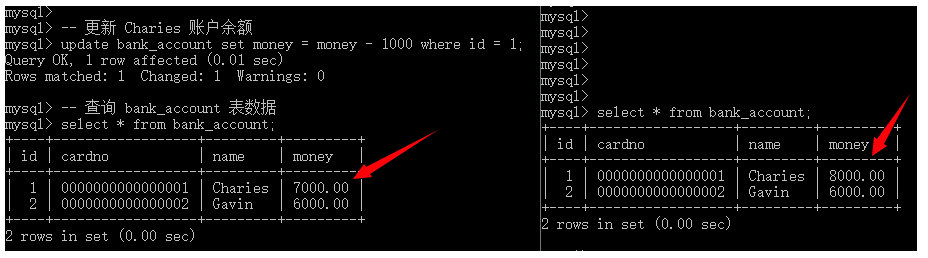 mysql>
mysql> -- 更新 Charies 账户余额
mysql> update bank_account set money = money - 1000 where id = 1;
Query OK, 1 row affected (0.01 sec)
Rows matched: 1  Changed: 1  Warnings: 0
mysql> -- 查询 bank_account 表数据
mysql> select * from bank_account;
+----+------------------+---------+---------+
| id | cardno           | name    | money   |
+----+------------------+---------+---------+
|  1 | 0000000000000001 | Charies | 7000.00 |
|  2 | 0000000000000002 | Gavin   | 6000.00 |
+----+------------------+---------+---------+
2 rows in set (0.00 sec)
mysql>
mysql>
mysql>
mysql>
mysql>
mysql> select * from bank_account;
+----+------------------+---------+---------+
| id | cardno           | name    | money   |
+----+------------------+---------+---------+
|  1 | 0000000000000001 | Charies | 8000.00 |
|  2 | 0000000000000002 | Gavin   | 6000.00 |
+----+------------------+---------+---------+
2 rows in set (0.00 sec)